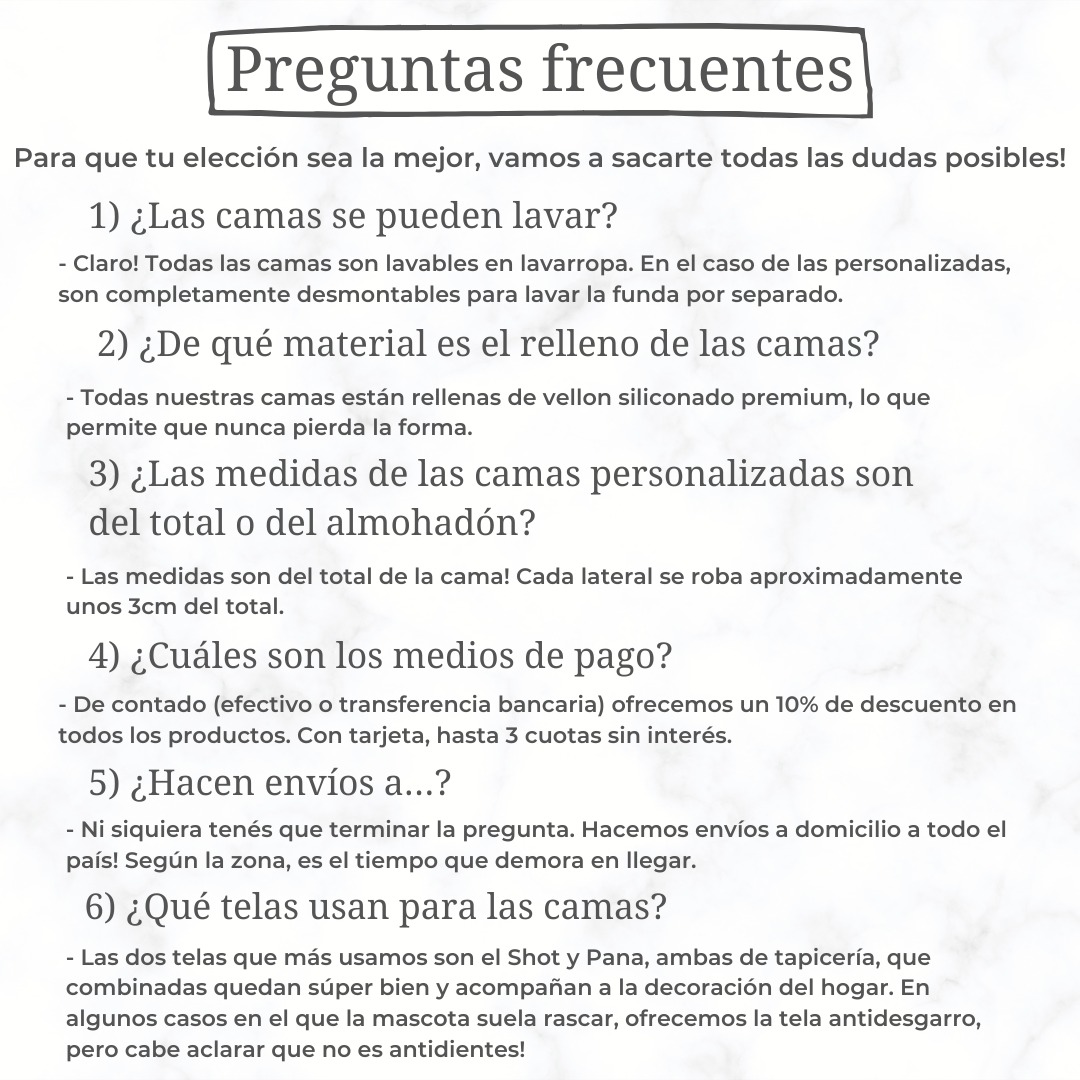 Preguntas frecuentes
Para que tu elección sea la mejor, vamos a sacarte todas las dudas posibles!
1) ¿Las camas se pueden lavar?
- Claro! Todas las camas son lavables en lavarropa. En el caso de las personalizadas,
son completamente desmontables para lavar la funda por separado.
2) ¿De qué material es el relleno de las camas?
- Todas nuestras camas están rellenas de vellon siliconado premium, lo que
permite que nunca pierda la forma.
3) ¿Las medidas de las camas personalizadas son
del total o del almohadón?
- Las medidas son del total de la cama! Cada lateral se roba aproximadamente
unos 3cm del total.
4) ¿Cuáles son los medios de pago?
- De contado (efectivo o transferencia bancaria) ofrecemos un 10% de descuento en
todos los productos. Con tarjeta, hasta 3 cuotas sin interés.
5) ¿Hacen envíos a...?
- Ni siquiera tenés que terminar la pregunta. Hacemos envíos a domicilio a todo el
país! Según la zona, es el tiempo que demora en llegar.
6) ¿Qué telas usan para las camas?
- Las dos telas que más usamos son el Shot y Pana, ambas de tapicería, que
combinadas quedan súper bien y acompañan a la decoración del hogar. En
algunos casos en el que la mascota suela rascar, ofrecemos la tela antidesgarro,
pero cabe aclarar que no es antidientes!